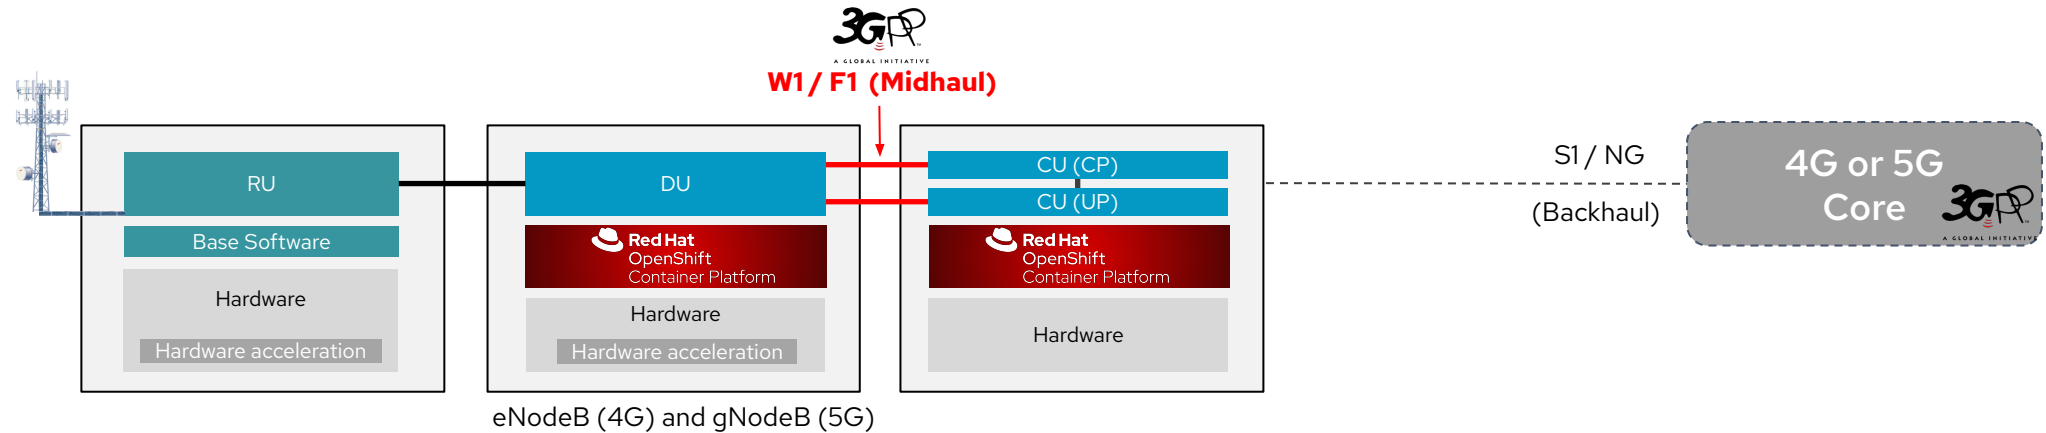 3GPP
A GLOBAL INITIATIVE
W1 / F1 (Midhaul)
RU
Base Software
Hardware
Hardware acceleration
DU
Red Hat
OpenShift
Container Platform
Hardware
Hardware acceleration
CU (CP)
CU (UP)
Red Hat
OpenShift
Container Platform
Hardware
eNodeB (4G) and gNodeB (5G)
S1 / NG
(Backhaul)
4G or 5G
Core
3GPP
A GLOBAL INITIATIVE